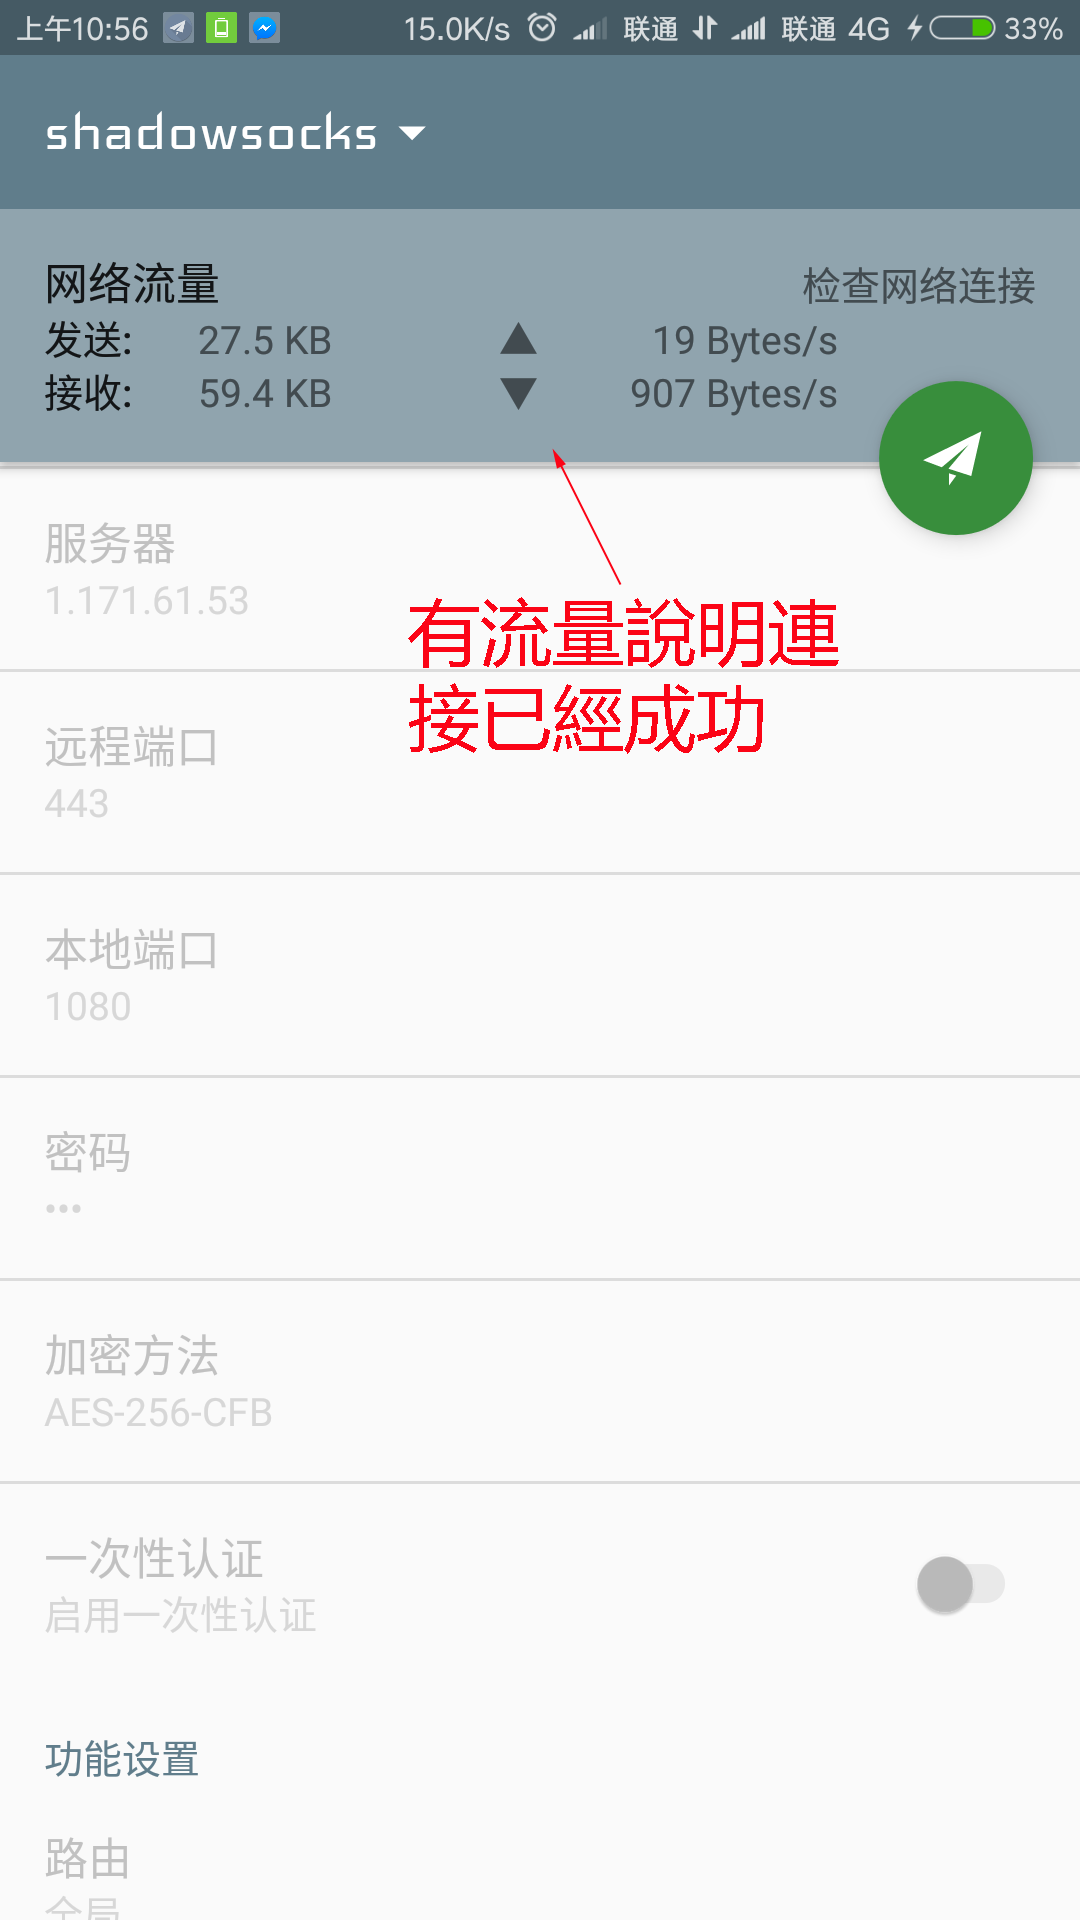 上午10:56 15.0K/s 联通 联通 4G 33%
shadowsocks
网络流量 检查网络连接
发送: 27.5 KB ▲ 19 Bytes/s
接收: 59.4 KB ▼ 907 Bytes/s
服务器
1.171.61.53
有流量說明連
接已經成功
远程端口
443
本地端口
1080
密码
•••
加密方法
AES-256-CFB
一次性认证
启用一次性认证
功能设置
路由
全局